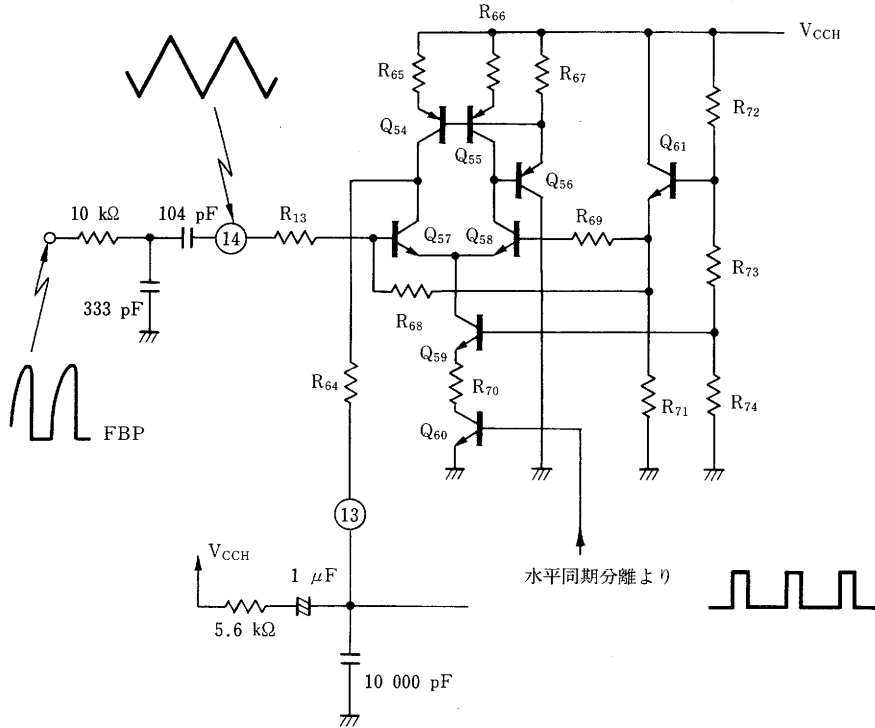 R66
VCCH
R65
R67
R72
Q54
Q55
Q61
Q56
10 kΩ
104 pF
14
R13
Q57
Q58
R69
R73
333 pF
R68
Q59
R64
R70
R71
R74
FBP
Q60
13
水平同期分離より
VCCH
1 μF
5.6 kΩ
10 000 pF